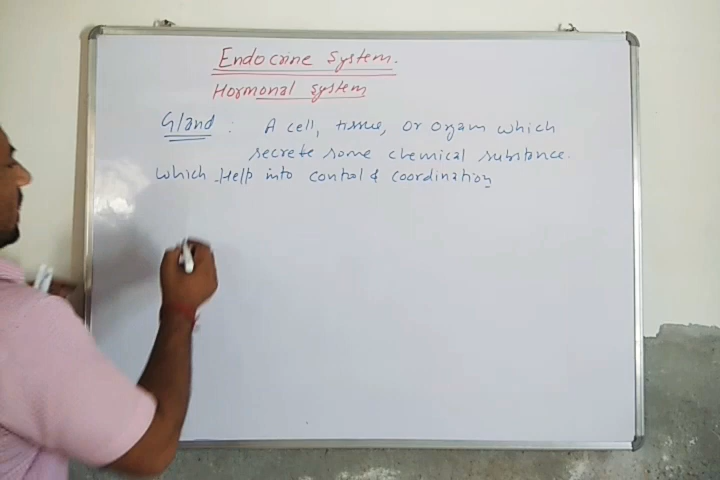 Endocrine System.
Hormonal system
Gland : A cell, tissue, or organ which
secrete some chemical substance.
which Help into control & coordination